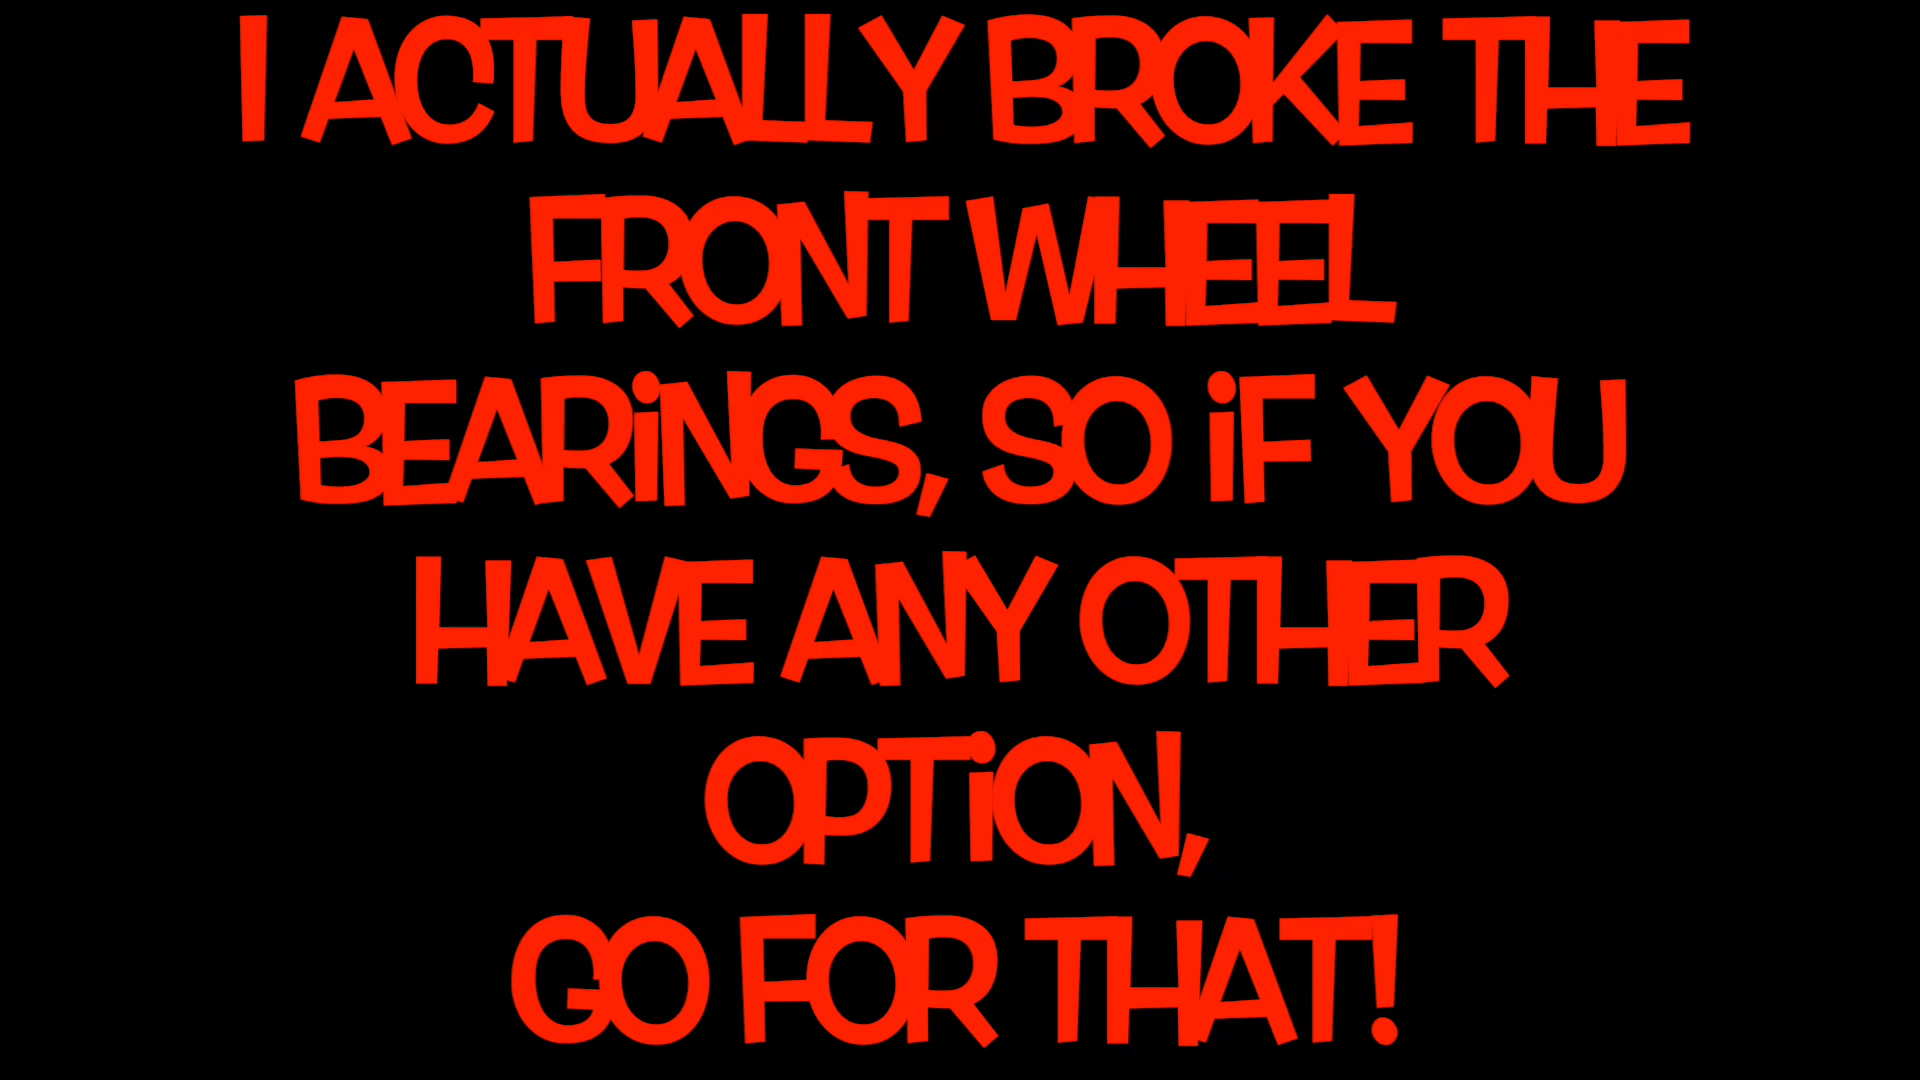 I ACTUALLY BROKE THE
FRONT WHEEL
BEARiNGS, SO iF YOU
HAVE ANY OTHER
OPTiON,
GO FOR THAT!